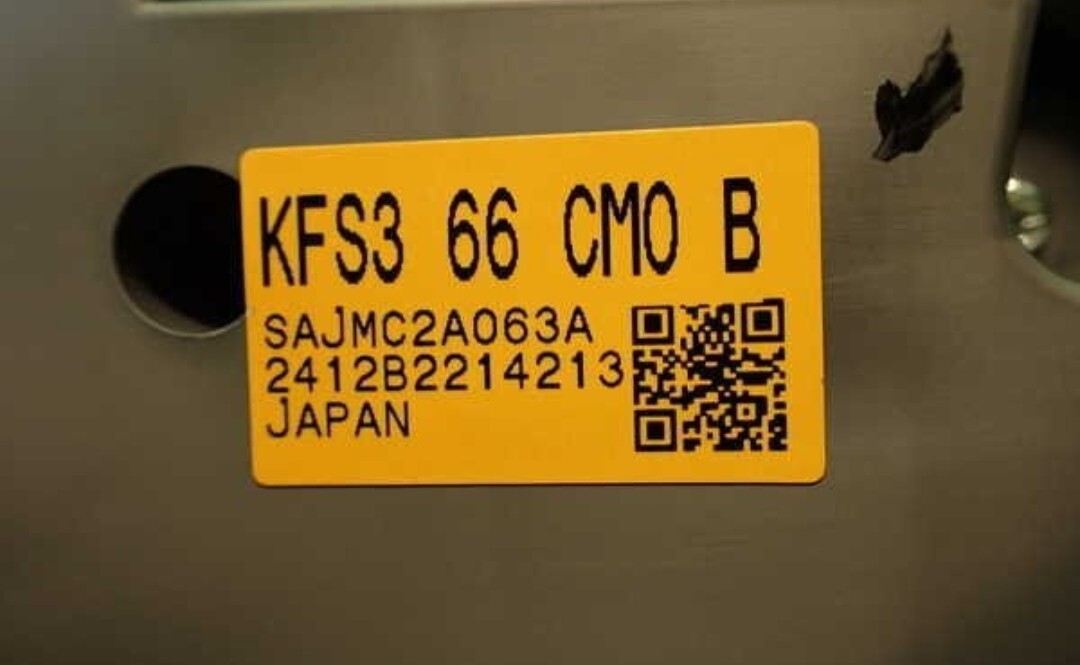 KFS3 66 CM0 B
SAJMC2A063A
2412B2214213
JAPAN